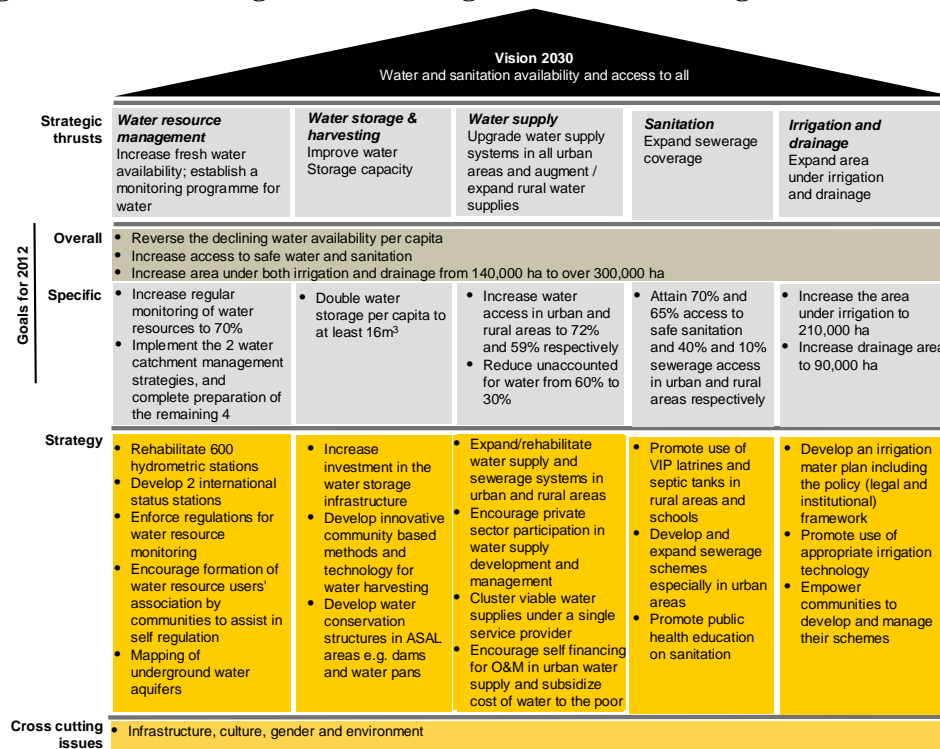 Vision 2030
Water and sanitation availability and access to all
Strategic
thrusts
Water resource
management
Increase fresh water
availability; establish a
monitoring programme for
water
Water storage &
harvesting
Improve water
Storage capacity
Water supply
Upgrade water supply
systems in all urban
areas and augment /
expand rural water
supplies
Sanitation
Expand sewerage
coverage
Irrigation and
drainage
Expand area
under irrigation
and drainage
Goals for 2012
Overall
• Reverse the declining water availability per capita
• Increase access to safe water and sanitation
• Increase area under both irrigation and drainage from 140,000 ha to over 300,000 ha
Specific
• Increase regular
monitoring of water
resources to 70%
• Implement the 2 water
catchment management
strategies, and
complete preparation of
the remaining 4
• Double water
storage per capita to
at least 16m³
• Increase water
access in urban and
rural areas to 72%
and 59% respectively
• Reduce unaccounted
for water from 60% to
30%
• Attain 70% and
65% access to
safe sanitation
and 40% and 10%
sewerage access
in urban and rural
areas respectively
• Increase the area
under irrigation to
210,000 ha
• Increase drainage area
to 90,000 ha
Strategy
• Rehabilitate 600
hydrometric stations
• Develop 2 international
status stations
• Enforce regulations for
water resource
monitoring
• Encourage formation of
water resource users'
association by
communities to assist in
self regulation
• Mapping of
underground water
aquifers
• Increase
investment in the
water storage
infrastructure
• Develop innovative
community based
methods and
technology for
water harvesting
• Develop water
conservation
structures in ASAL
areas e.g. dams
and water pans
• Expand/rehabilitate
water supply and
sewerage systems in
urban and rural areas
• Encourage private
sector participation in
water supply
development and
management
• Cluster viable water
supplies under a single
service provider
• Encourage self financing
for O&M in urban water
supply and subsidize
cost of water to the poor
• Promote use of
VIP latrines and
septic tanks in
rural areas and
schools
• Develop and
expand sewerage
schemes
especially in urban
areas
• Promote public
health education
on sanitation
• Develop an irrigation
mater plan including
the policy (legal and
institutional)
framework
• Promote use of
appropriate irrigation
technology
• Empower
communities to
develop and manage
their schemes
Cross cutting
issues
• Infrastructure, culture, gender and environment